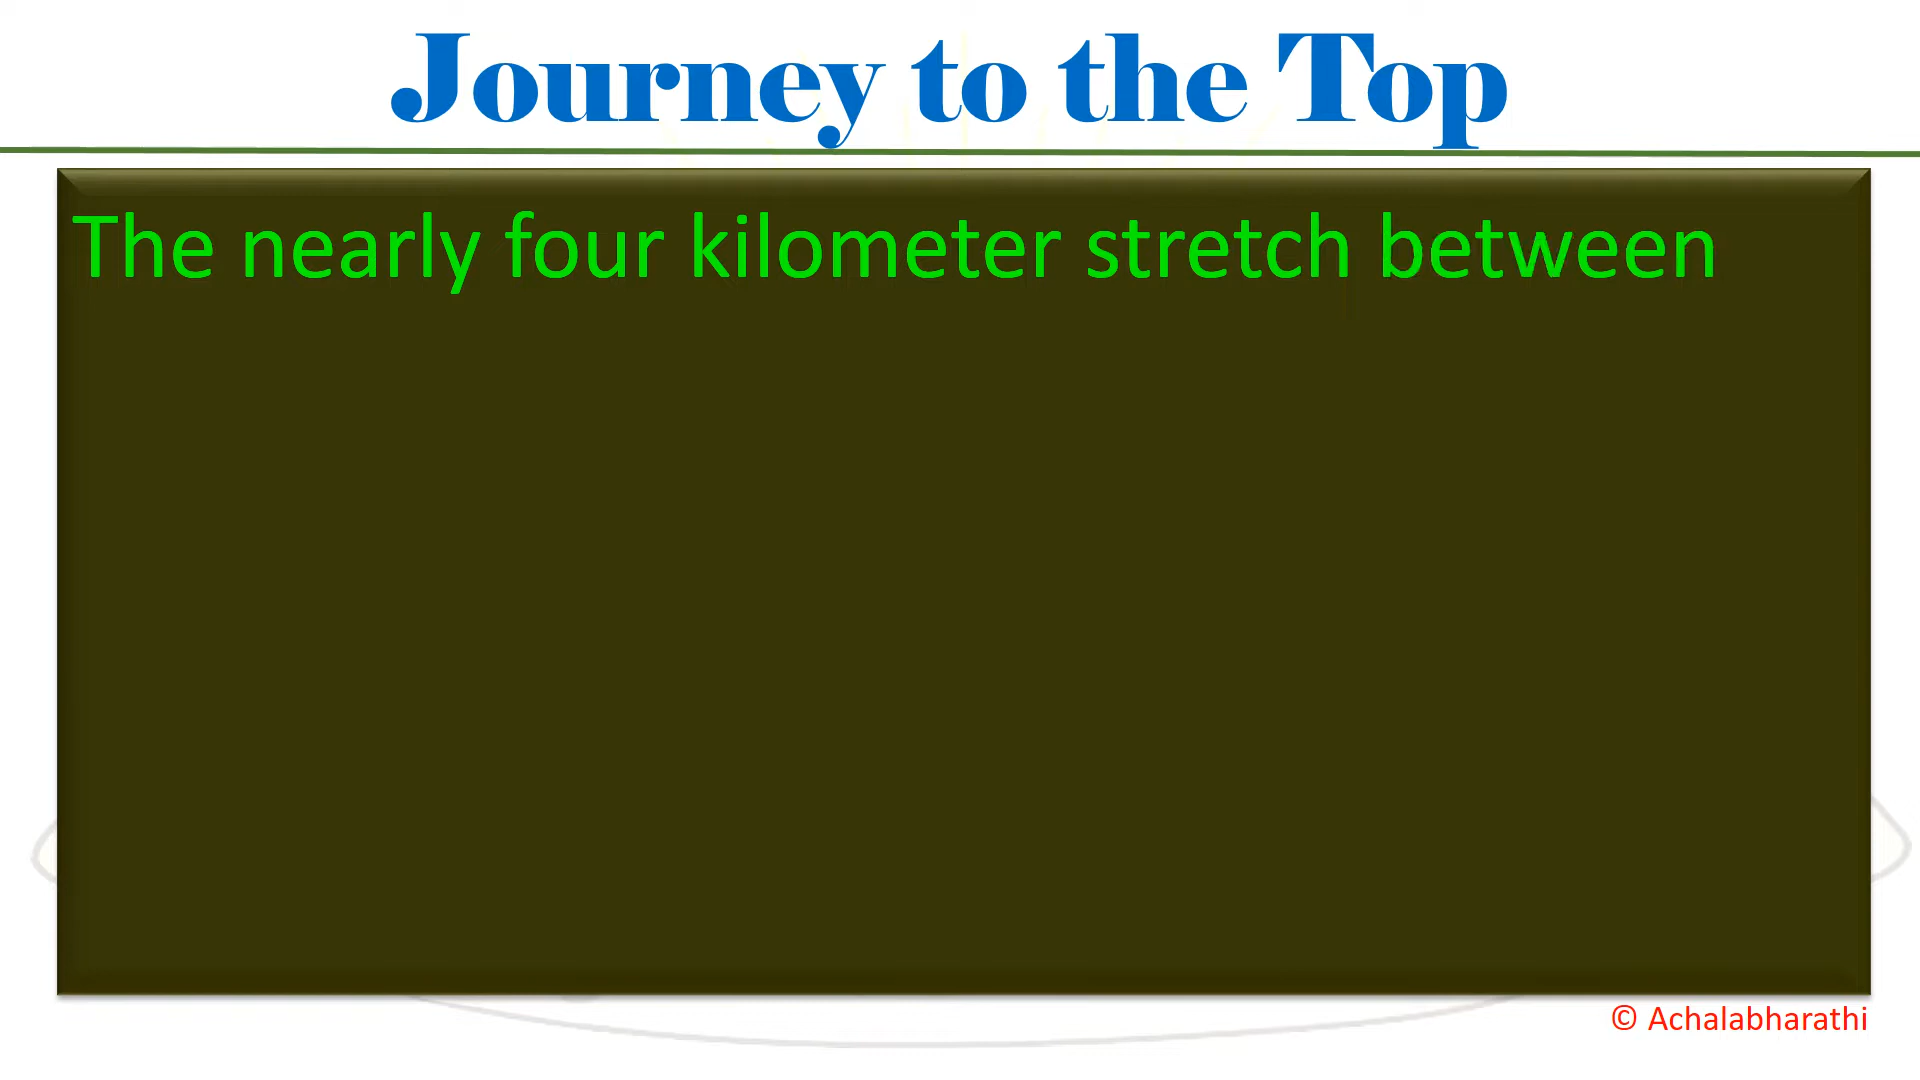 Journey to the Top
The nearly four kilometer stretch between
© Achalabharathi